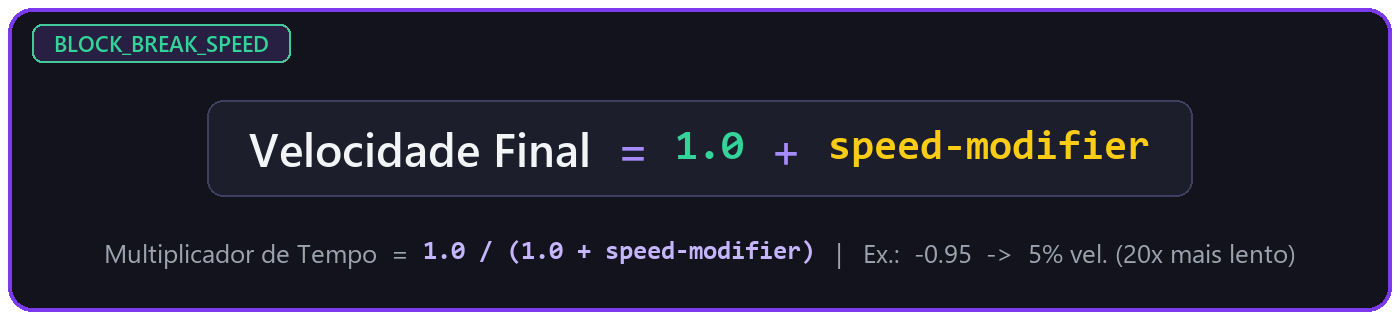 BLOCK_BREAK_SPEED
Velocidade Final = 1.0 + speed-modifier
Multiplicador de Tempo = 1.0 / (1.0 + speed-modifier) | Ex.: -0.95 -> 5% vel. (20x mais lento)